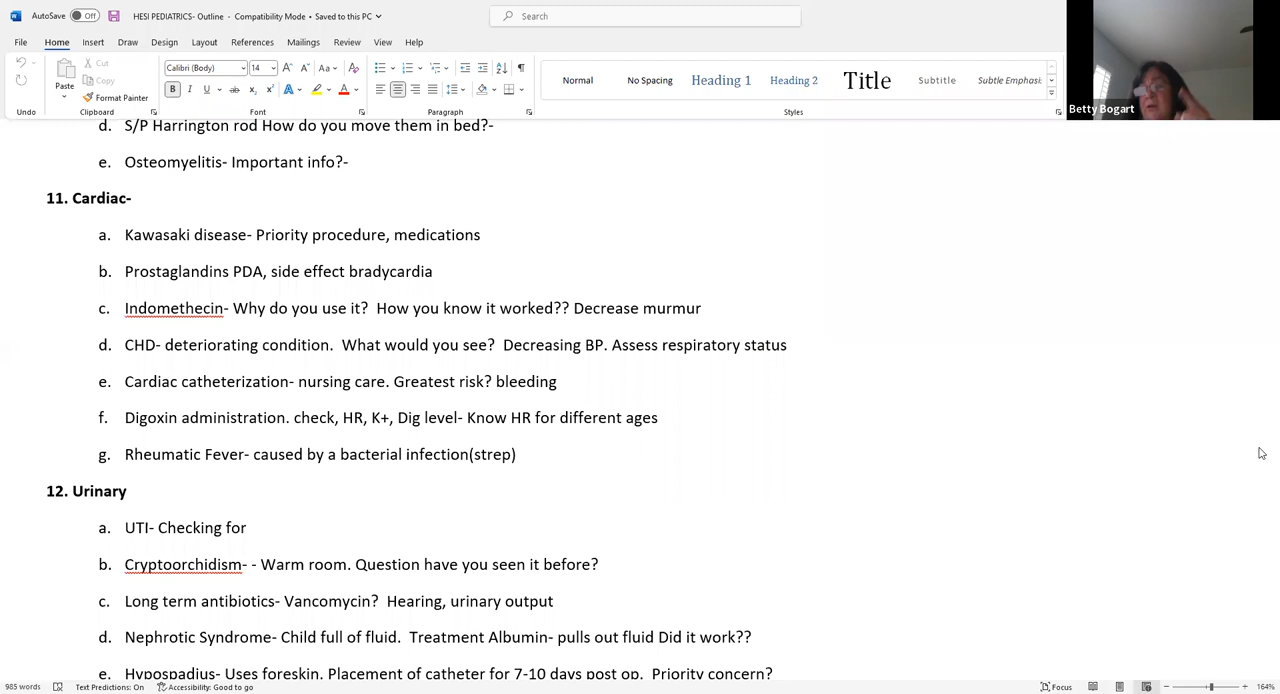 AutoSave Off HESI PEDIATRICS- Outline - Compatibility Mode • Saved to this PC Search
File Home Insert Draw Design Layout References Mailings Review View Help
Cut
Copy
Paste Format Painter
Calibri (Body) 14 Aa
B I U ab x₂ x² A A
Normal No Spacing Heading 1 Heading 2 Title Subtitle Subtle Emphasi
Undo Clipboard Font Paragraph Styles
Betty Bogart
d. S/P Harrington rod How do you move them in bed?-
e. Osteomyelitis- Important info?-
11. Cardiac-
a. Kawasaki disease- Priority procedure, medications
b. Prostaglandins PDA, side effect bradycardia
c. Indomethecin- Why do you use it? How you know it worked?? Decrease murmur
d. CHD- deteriorating condition. What would you see? Decreasing BP. Assess respiratory status
e. Cardiac catheterization- nursing care. Greatest risk? bleeding
f. Digoxin administration. check, HR, K+, Dig level- Know HR for different ages
g. Rheumatic Fever- caused by a bacterial infection(strep)
12. Urinary
a. UTI- Checking for
b. Cryptoorchidism- - Warm room. Question have you seen it before?
c. Long term antibiotics- Vancomycin? Hearing, urinary output
d. Nephrotic Syndrome- Child full of fluid. Treatment Albumin- pulls out fluid Did it work??
e. Hypospadius- Uses foreskin. Placement of catheter for 7-10 days post op. Priority concern?
985 words Text Predictions: On Accessibility: Good to go Focus 164%